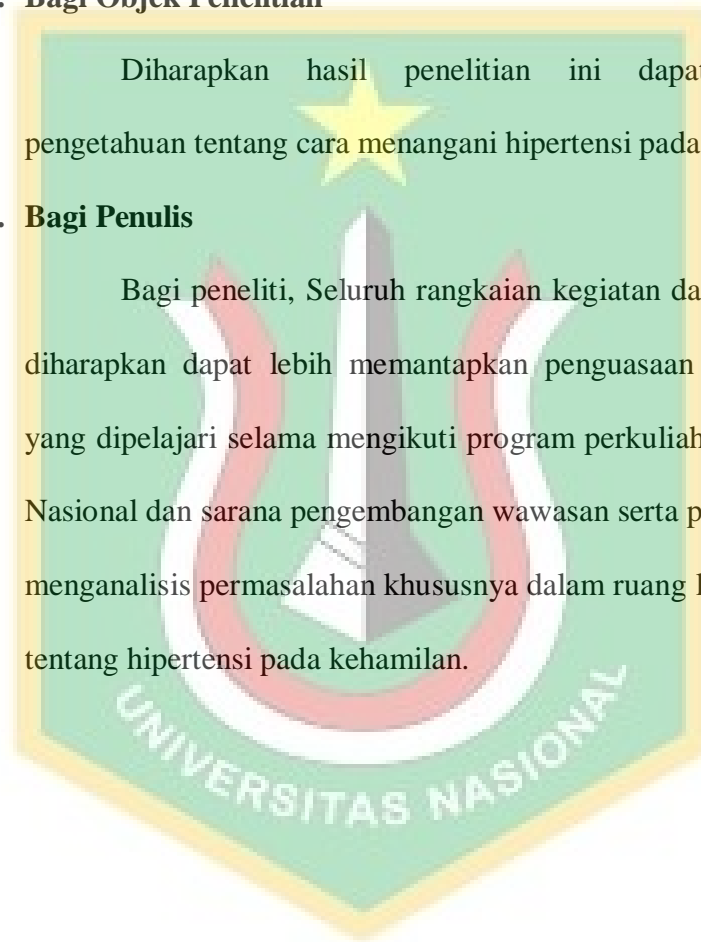 . Bagi Objek Penelitian
Diharapkan hasil penelitian ini dapat
pengetahuan tentang cara menangani hipertensi pada
. Bagi Penulis
Bagi peneliti, Seluruh rangkaian kegiatan da
diharapkan dapat lebih memantapkan penguasaan
yang dipelajari selama mengikuti program perkuliah
Nasional dan sarana pengembangan wawasan serta p
menganalisis permasalahan khususnya dalam ruang l
tentang hipertensi pada kehamilan.
UNIVERSITAS NASIONAL